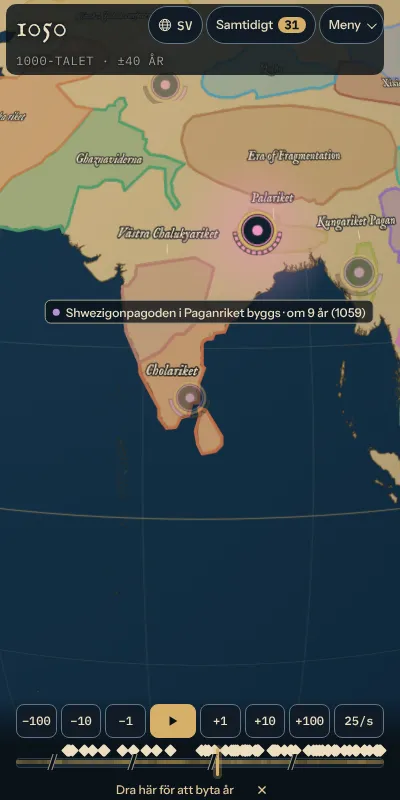 1050
SV
Samtidigt 31
Meny
1000-TALET · ±40 ÅR
Ghaznaviderna
Era of Fragmentation
Palariket
Västra Chalukyariket
Kungariket Pagan
Shwezigonpagoden i Paganriket byggs · om 9 år (1059)
Cholariket
−100
−10
−1
+1
+10
+100
25/s
Dra här för att byta år
×